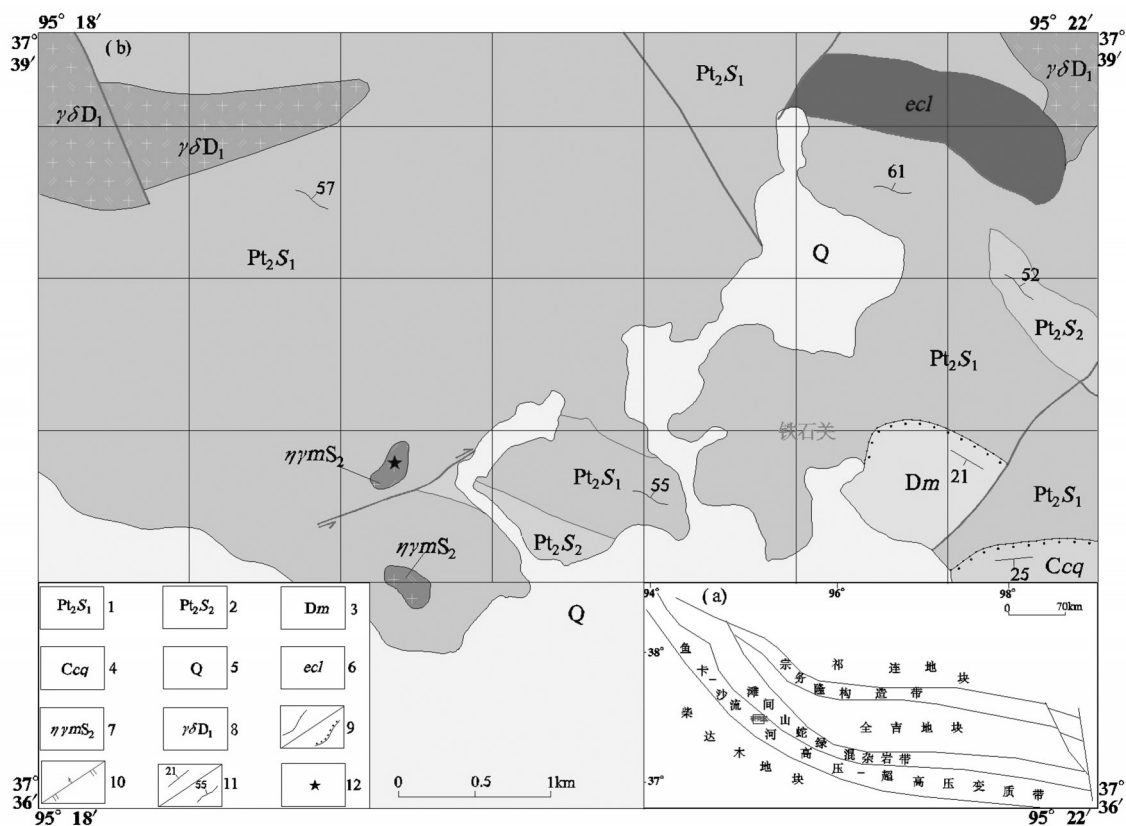 95° 18′
95° 22′
37°
39′
37°
39′
(b)
Pt₂S₁
γδD₁
ecl
γδD₁
γδD₁
57
61
Pt₂S₁
Q
52
Pt₂S₂
Pt₂S₁
铁石关
ηγmS₂
Pt₂S₁
55
Dm
21
Pt₂S₁
Pt₂S₂
ηγmS₂
Ccq
25
Q
Pt₂S₁ 1
Pt₂S₂ 2
Dm 3
Ccq 4
Q 5
ecl 6
ηγmS₂ 7
γδD₁ 8
9
10
21
55
11
★ 12
0 0.5 1km
94°
(a)
96°
98°
0 70km
38°
37°
宗务隆构造带
祁连地块
鱼卡—沙流河高压—超高压变质带
滩间山蛇绿混杂岩带
全吉地块
柴达木地块
37°
36′
37°
36′
95° 18′
95° 22′